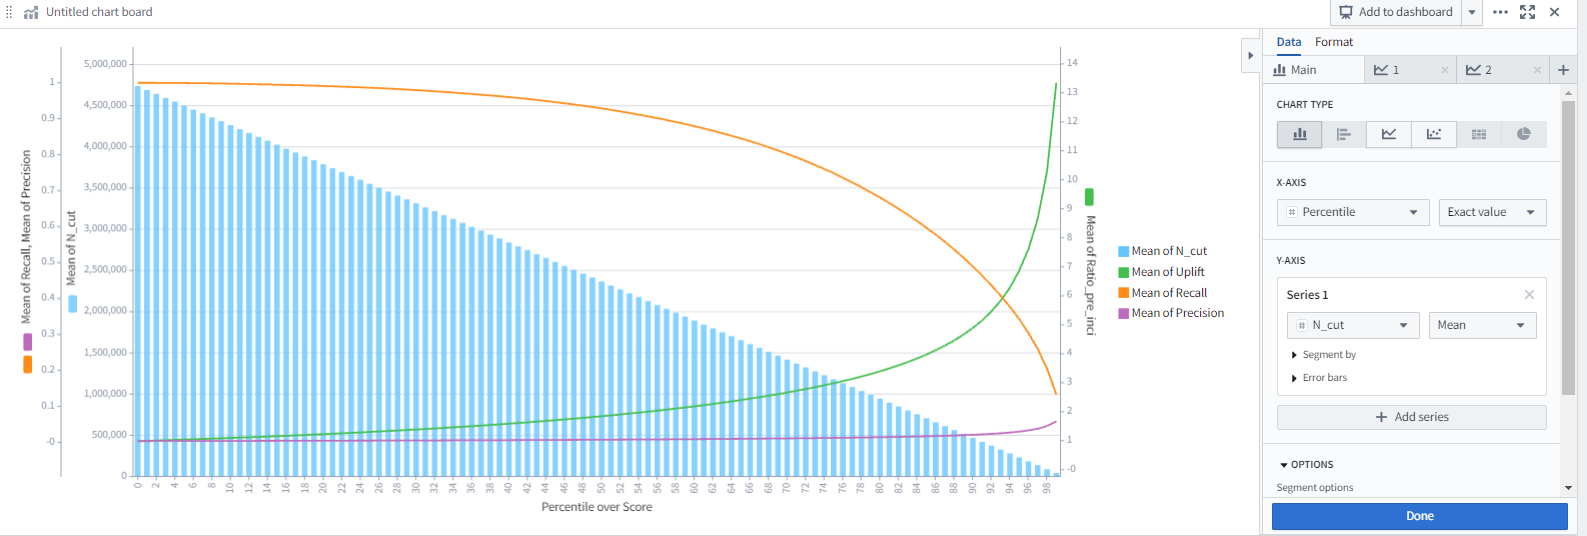 Untitled chart board
Add to dashboard
Data Format
Main 1 2
CHART TYPE
X-AXIS
Percentile Exact value
Y-AXIS
Series 1
N_cut Mean
Segment by
Error bars
Add series
OPTIONS
Segment options
Done
Mean of Recall, Mean of Precision
1
0.9
0.8
0.7
0.6
0.5
0.4
0.3
0.2
0.1
-0
Mean of N_cut
5,000,000
4,500,000
4,000,000
3,500,000
3,000,000
2,500,000
2,000,000
1,500,000
1,000,000
500,000
0
14
13
12
11
10
9
8
7
6
5
4
3
2
1
-0
Mean of Ratio_pre_inci
Mean of N_cut
Mean of Uplift
Mean of Recall
Mean of Precision
0 2 4 6 8 10 12 14 16 18 20 22 24 26 28 30 32 34 36 38 40 42 44 46 48 50 52 54 56 58 60 62 64 66 68 70 72 74 76 78 80 82 84 86 88 90 92 94 96 98
Percentile over Score